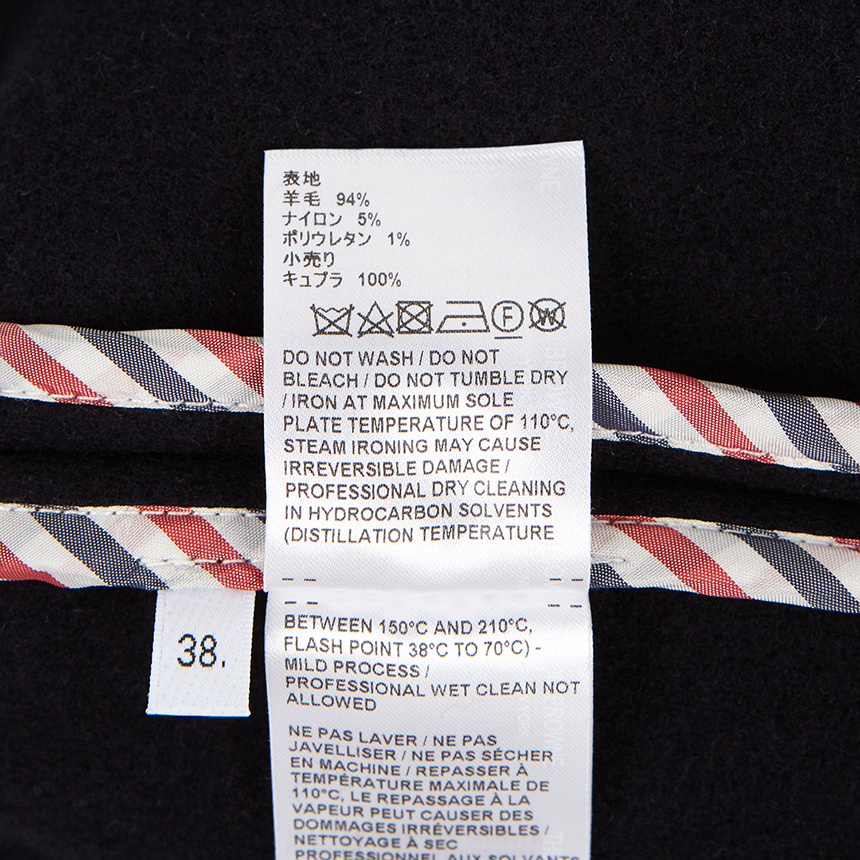 表地
羊毛 94%
ナイロン 5%
ポリウレタン 1%
小売り
キュプラ 100%
F
W
DO NOT WASH / DO NOT
BLEACH / DO NOT TUMBLE DRY
/ IRON AT MAXIMUM SOLE
PLATE TEMPERATURE OF 110°C,
STEAM IRONING MAY CAUSE
IRREVERSIBLE DAMAGE /
PROFESSIONAL DRY CLEANING
IN HYDROCARBON SOLVENTS
(DISTILLATION TEMPERATURE
BETWEEN 150°C AND 210°C,
FLASH POINT 38°C TO 70°C) -
MILD PROCESS /
PROFESSIONAL WET CLEAN NOT
ALLOWED
38.
NE PAS LAVER / NE PAS
JAVELLISER / NE PAS SÉCHER
EN MACHINE / REPASSER À
TEMPÉRATURE MAXIMALE DE
110°C, LE REPASSAGE À LA
VAPEUR PEUT CAUSER DES
DOMMAGES IRRÉVERSIBLES /
NETTOYAGE À SEC
PROFESSIONNEL AUX SOLVANTS